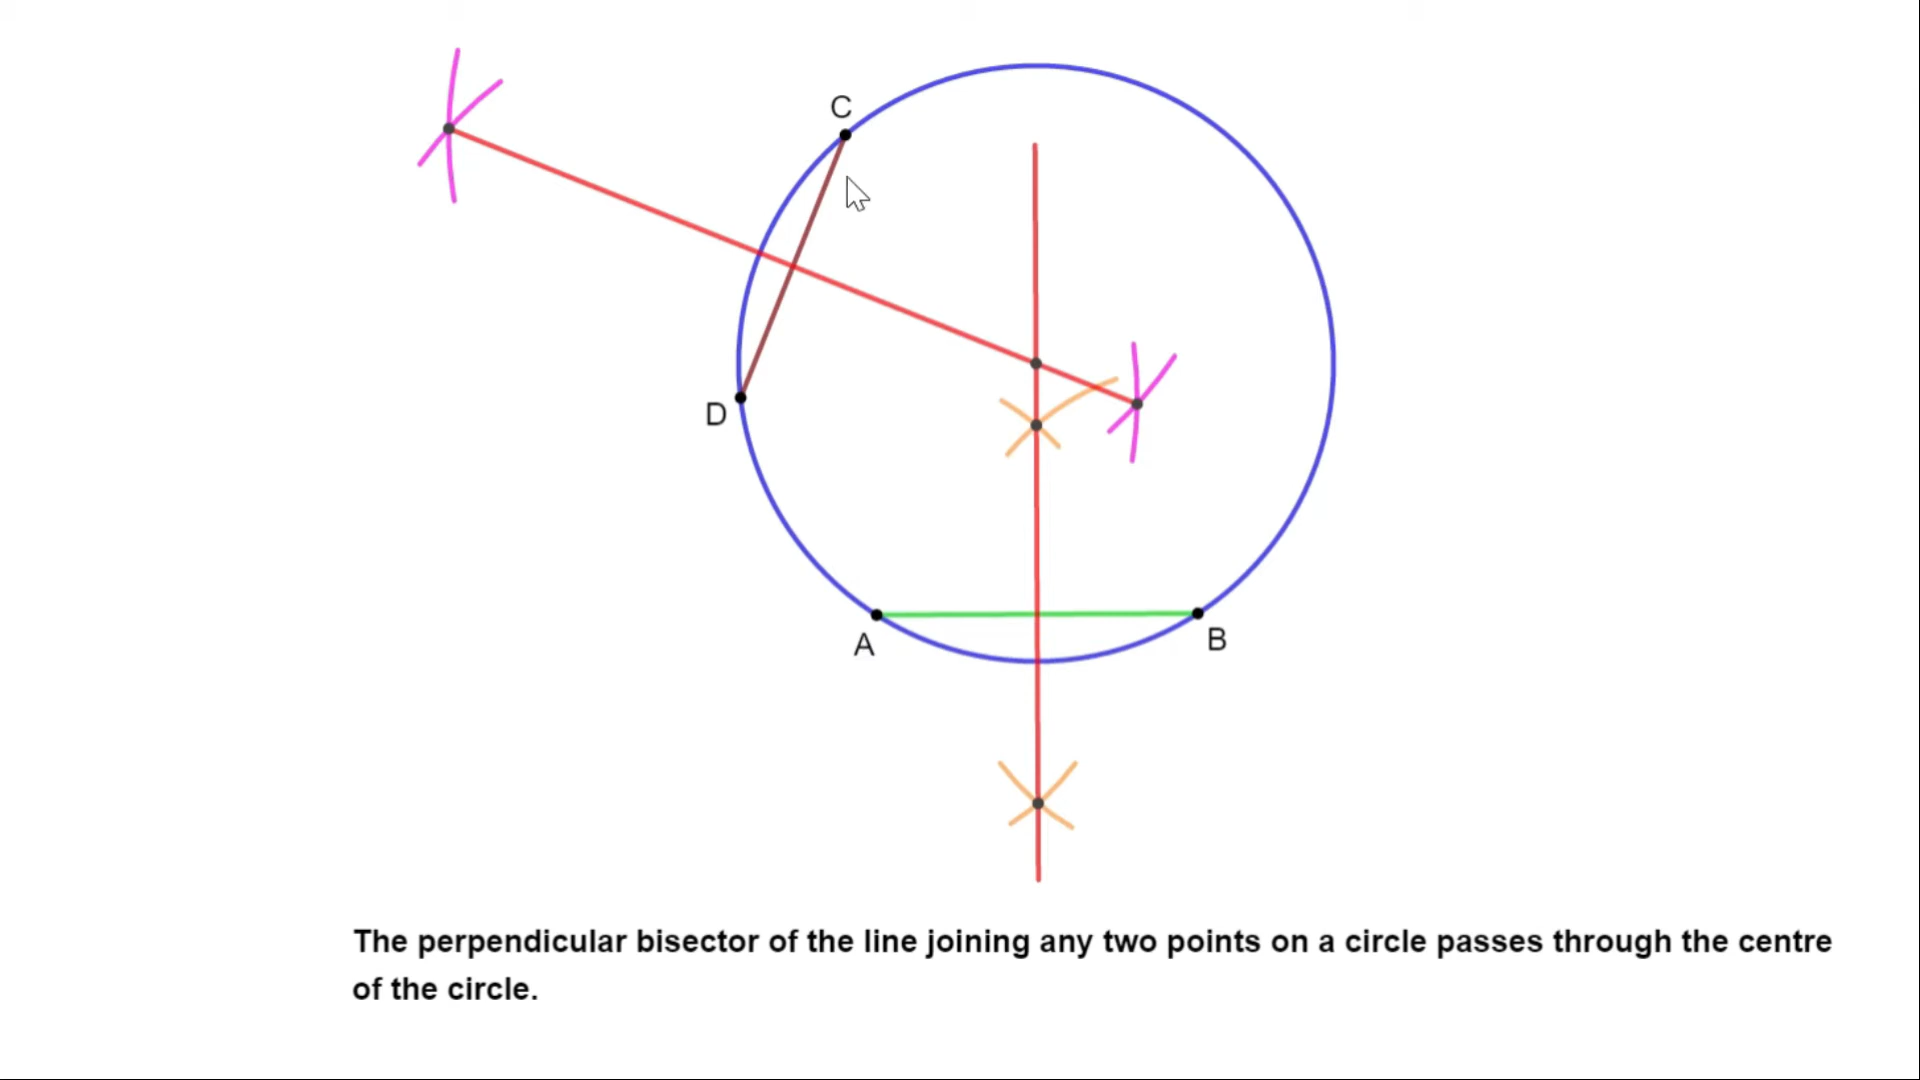 C
D
A
B
The perpendicular bisector of the line joining any two points on a circle passes through the centre
of the circle.